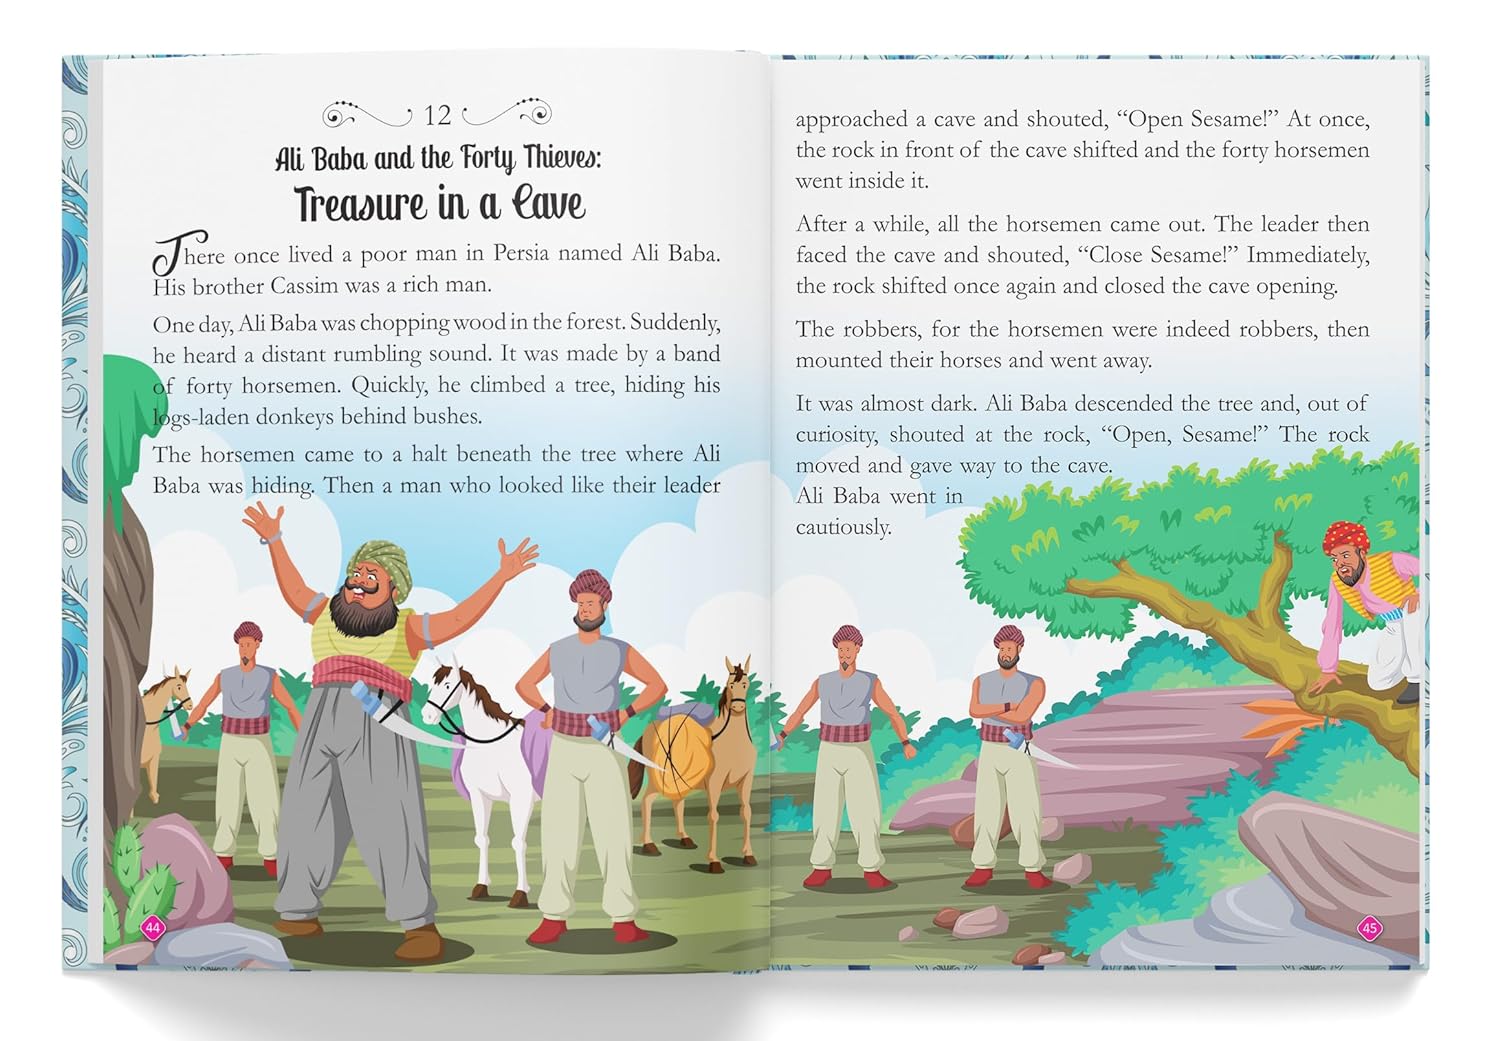 12
Ali Baba and the Forty Thieves:
Treasure in a Cave
There once lived a poor man in Persia named Ali Baba.
His brother Cassim was a rich man.
One day, Ali Baba was chopping wood in the forest. Suddenly,
he heard a distant rumbling sound. It was made by a band
of forty horsemen. Quickly, he climbed a tree, hiding his
logs-laden donkeys behind bushes.
The horsemen came to a halt beneath the tree where Ali
Baba was hiding. Then a man who looked like their leader
44
approached a cave and shouted, “Open Sesame!” At once,
the rock in front of the cave shifted and the forty horsemen
went inside it.
After a while, all the horsemen came out. The leader then
faced the cave and shouted, “Close Sesame!” Immediately,
the rock shifted once again and closed the cave opening.
The robbers, for the horsemen were indeed robbers, then
mounted their horses and went away.
It was almost dark. Ali Baba descended the tree and, out of
curiosity, shouted at the rock, “Open, Sesame!” The rock
moved and gave way to the cave.
Ali Baba went in
cautiously.
45